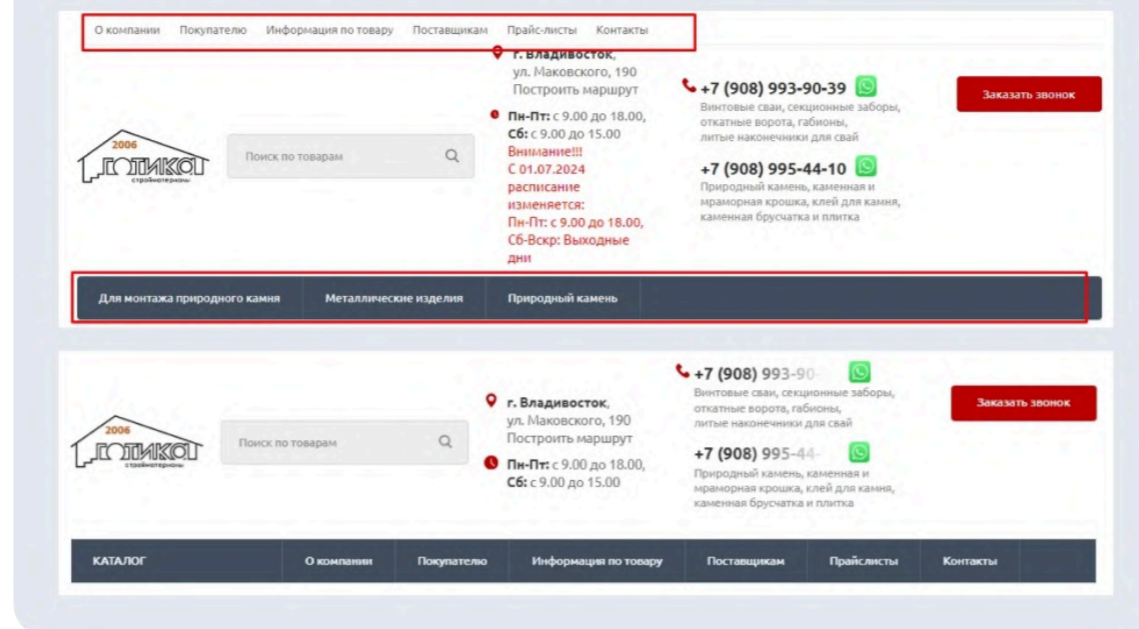 О компании Покупателю Информация по товару Поставщикам Прайс-листы Контакты
г. Владивосток,
ул. Маковского, 190
Построить маршрут
Пн-Пт: с 9.00 до 18.00,
Сб: с 9.00 до 15.00
Внимание!!!
С 01.07.2024
расписание
изменяется:
Пн-Пт: с 9.00 до 18.00,
Сб-Вскр: Выходные
дни
+7 (908) 993-90-39
Винтовые сваи, секционные заборы,
откатные ворота, габионы,
литые наконечники для свай
+7 (908) 995-44-10
Природный камень, каменная и
мраморная крошка, клей для камня,
каменная брусчатка и плитка
Заказать звонок
2006
ГОТИКА
стройматериалы
Поиск по товарам
Для монтажа природного камня Металлические изделия Природный камень
2006
ГОТИКА
стройматериалы
Поиск по товарам
г. Владивосток,
ул. Маковского, 190
Построить маршрут
Пн-Пт: с 9.00 до 18.00,
Сб: с 9.00 до 15.00
+7 (908) 993-90-
Винтовые сваи, секционные заборы,
откатные ворота, габионы,
литые наконечники для свай
+7 (908) 995-44-
Природный камень, каменная и
мраморная крошка, клей для камня,
каменная брусчатка и плитка
Заказать звонок
КАТАЛОГ О компании Покупателю Информация по товару Поставщикам Прайслисты Контакты